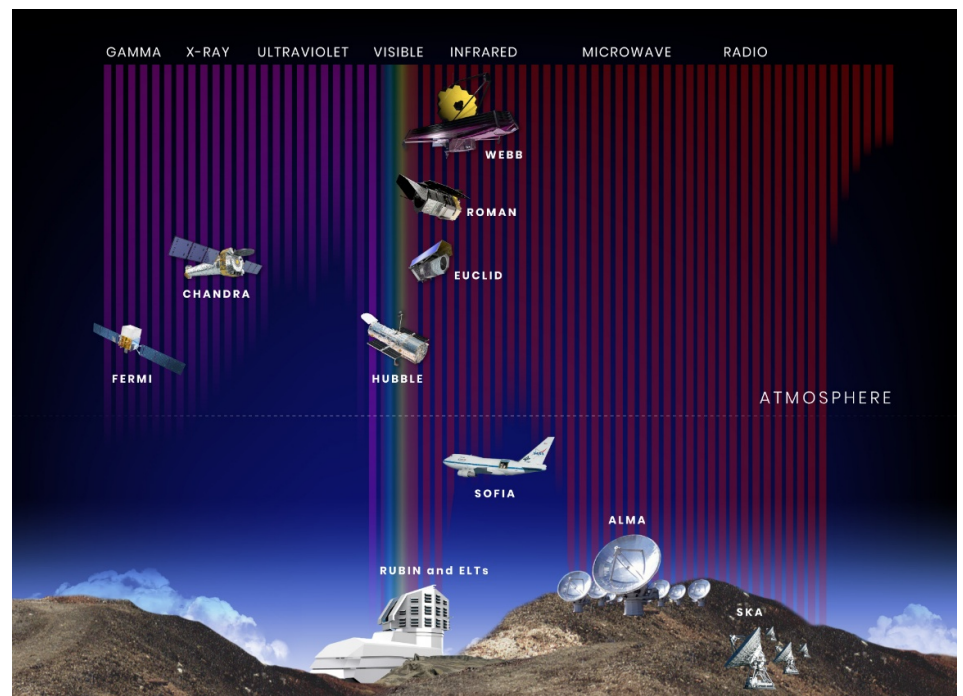 GAMMA X-RAY ULTRAVIOLET VISIBLE INFRARED MICROWAVE RADIO
WEBB
ROMAN
EUCLID
CHANDRA
FERMI
HUBBLE
ATMOSPHERE
SOFIA
ALMA
RUBIN and ELTs
SKA